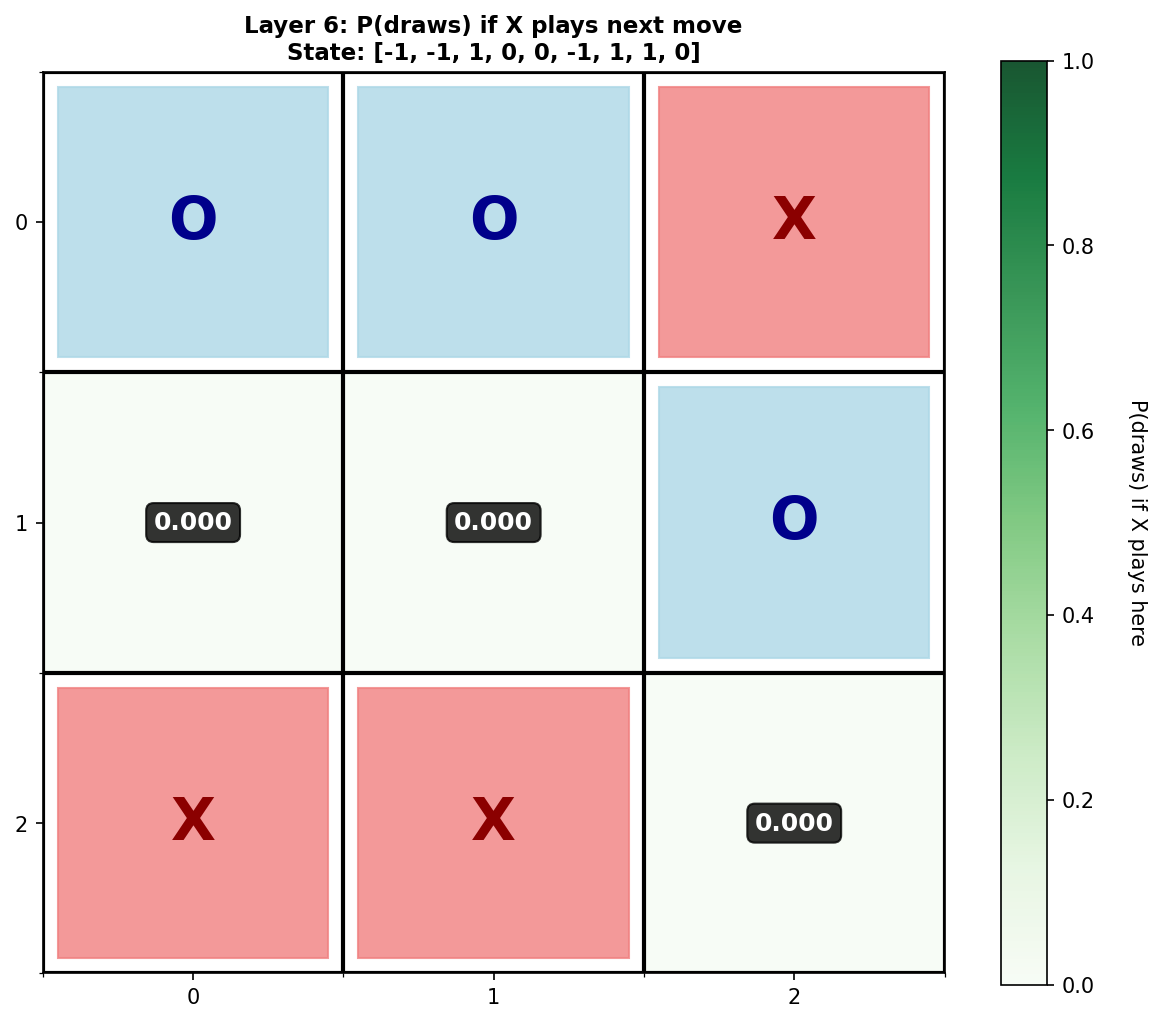 Layer 6: P(draws) if X plays next move
State: [-1, -1, 1, 0, 0, -1, 1, 1, 0]
O O X
0.000 0.000 O
X X 0.000
0
1
2
0 1 2
1.0
0.8
0.6
0.4
0.2
0.0
P(draws) if X plays here